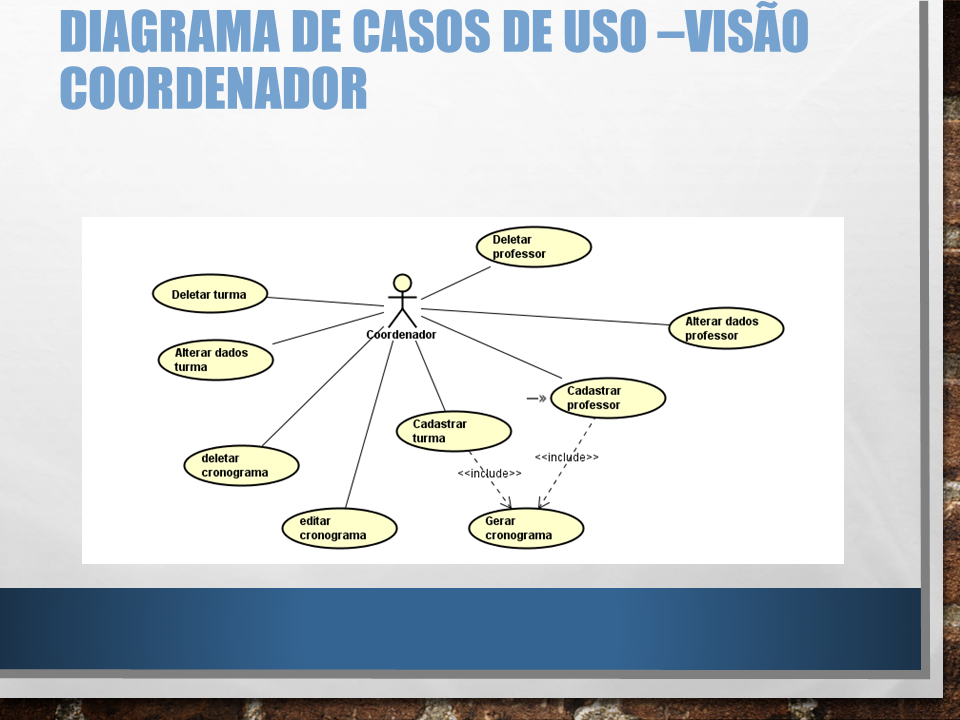 DIAGRAMA DE CASOS DE USO –VISÃO
COORDENADOR
Deletar
professor
Deletar turma
Coordenador
Alterar dados
professor
Alterar dados
turma
Cadastrar
professor
Cadastrar
turma
<<include>>
<<include>>
deletar
cronograma
editar
cronograma
Gerar
cronograma